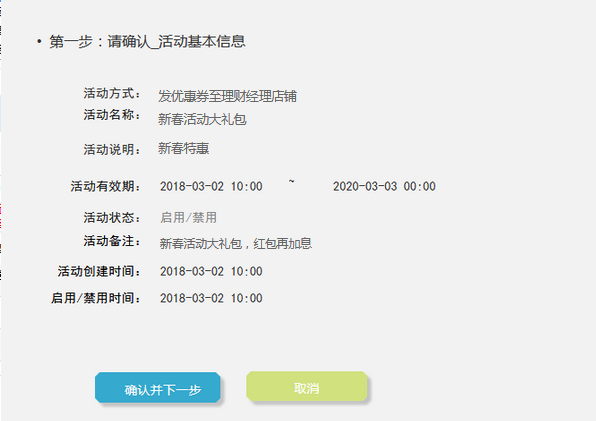 • 第一步：请确认_活动基本信息
活动方式： 发优惠券至理财经理店铺
活动名称： 新春活动大礼包
活动说明： 新春特惠
活动有效期： 2018-03-02 10:00 ~ 2020-03-03 00:00
活动状态： 启用/禁用
活动备注： 新春活动大礼包，红包再加息
活动创建时间： 2018-03-02 10:00
启用/禁用时间： 2018-03-02 10:00
确认并下一步 取消